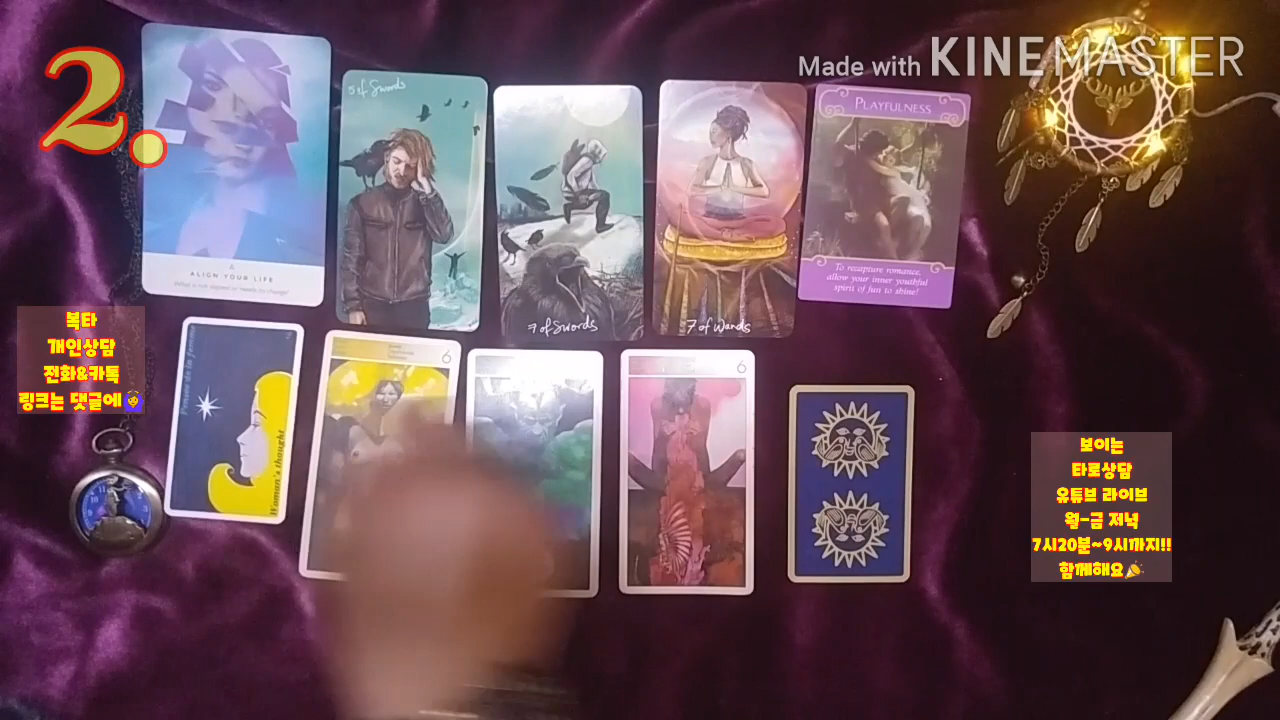 2.
Made with KINEMASTER
ALIGN YOUR LIFE
5 of Swords
7 of Swords
7 of Wands
PLAYFULNESS
To recapture romance,
allow your inner youthful
spirit of fun to shine!
복타
개인상담
전화&카톡
링크는 댓글에🙆‍♀️
Woman's thought
6
6
보이는
타로상담
유튜브 라이브
월-금 저녁
7시20분~9시까지!!
함께해요🎉